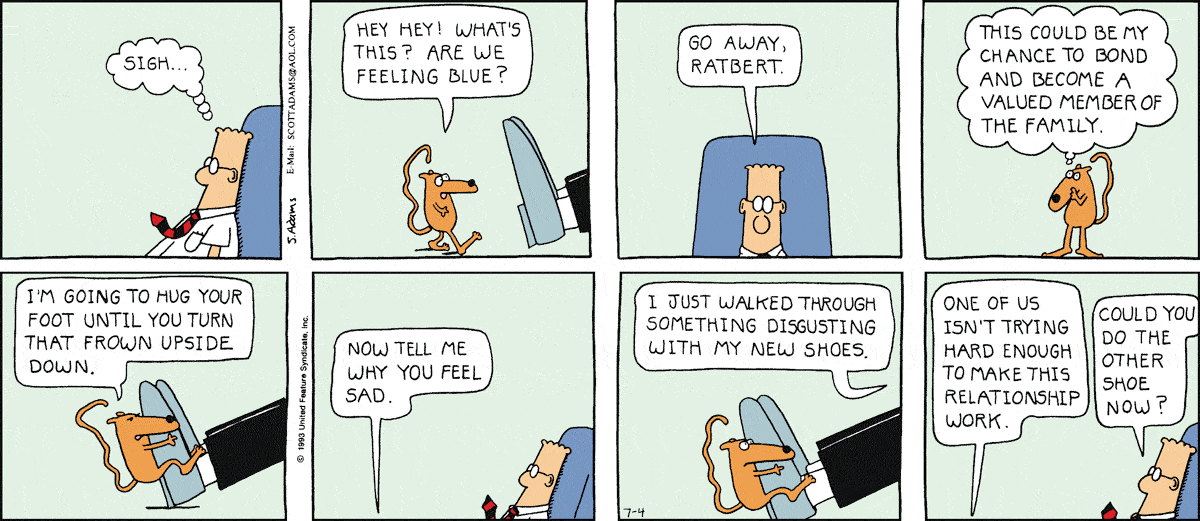 SIGH...
E-Mail: SCOTTADAMS@AOL.COM
S. Adams
HEY HEY! WHAT'S
THIS? ARE WE
FEELING BLUE?
GO AWAY,
RATBERT.
THIS COULD BE MY
CHANCE TO BOND
AND BECOME A
VALUED MEMBER OF
THE FAMILY.
I'M GOING TO HUG YOUR
FOOT UNTIL YOU TURN
THAT FROWN UPSIDE
DOWN.
© 1993 United Feature Syndicate, Inc.
NOW TELL ME
WHY YOU FEEL
SAD.
I JUST WALKED THROUGH
SOMETHING DISGUSTING
WITH MY NEW SHOES.
7-4
ONE OF US
ISN'T TRYING
HARD ENOUGH
TO MAKE THIS
RELATIONSHIP
WORK.
COULD YOU
DO THE
OTHER
SHOE
NOW?